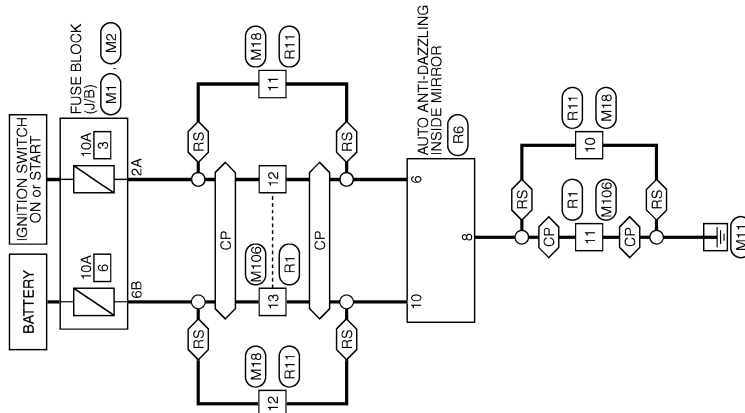 BATTERY
IGNITION SWITCH
ON or START
FUSE BLOCK
(J/B)
M1 , M2
10A
6
10A
3
6B
2A
RS
RS
M18
R11
11
CP
M106
R1
13
12
CP
M18
R11
12
RS
RS
AUTO ANTI-DAZZLING
INSIDE MIRROR
R6
10
6
8
RS
CP
R11
M18
10
R1
M106
11
CP
RS
M11